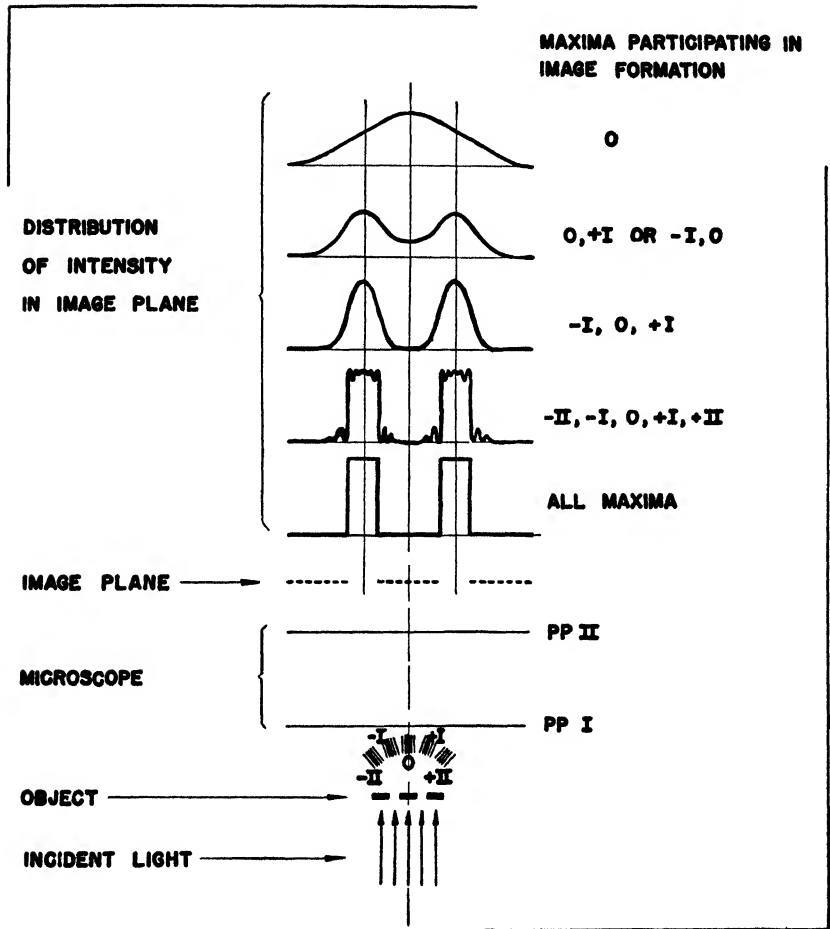 MAXIMA PARTICIPATING IN
IMAGE FORMATION
O
DISTRIBUTION
OF INTENSITY
IN IMAGE PLANE
O, +I OR -I, O
-I, O, +I
-II, -I, O, +I, +II
ALL MAXIMA
IMAGE PLANE
PP II
MICROSCOPE
PP I
-I +I
-II O +II
OBJECT
INCIDENT LIGHT